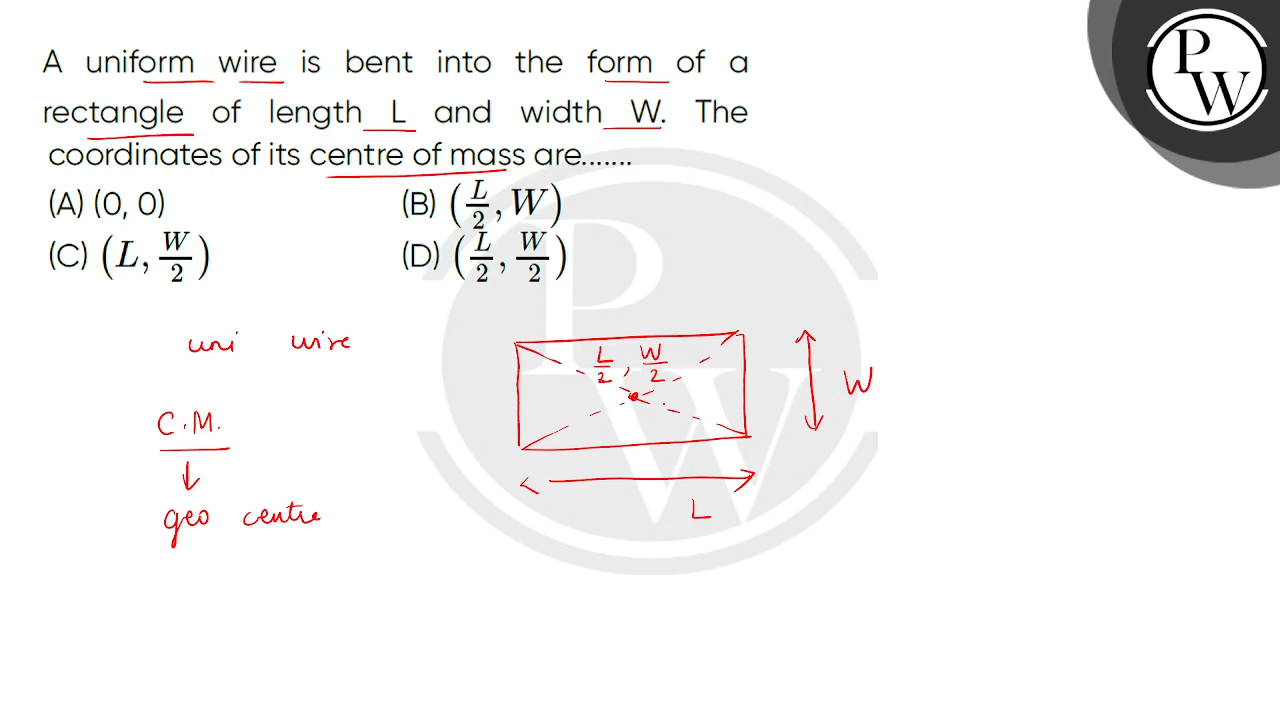 A uniform wire is bent into the form of a
rectangle of length L and width W. The
coordinates of its centre of mass are.......
(A) (0, 0)
(B) (L/2, W)
(C) (L, W/2)
(D) (L/2, W/2)
uni wire
C.M.
↓
geo centre
L/2, W/2
W
L
P
W
PW